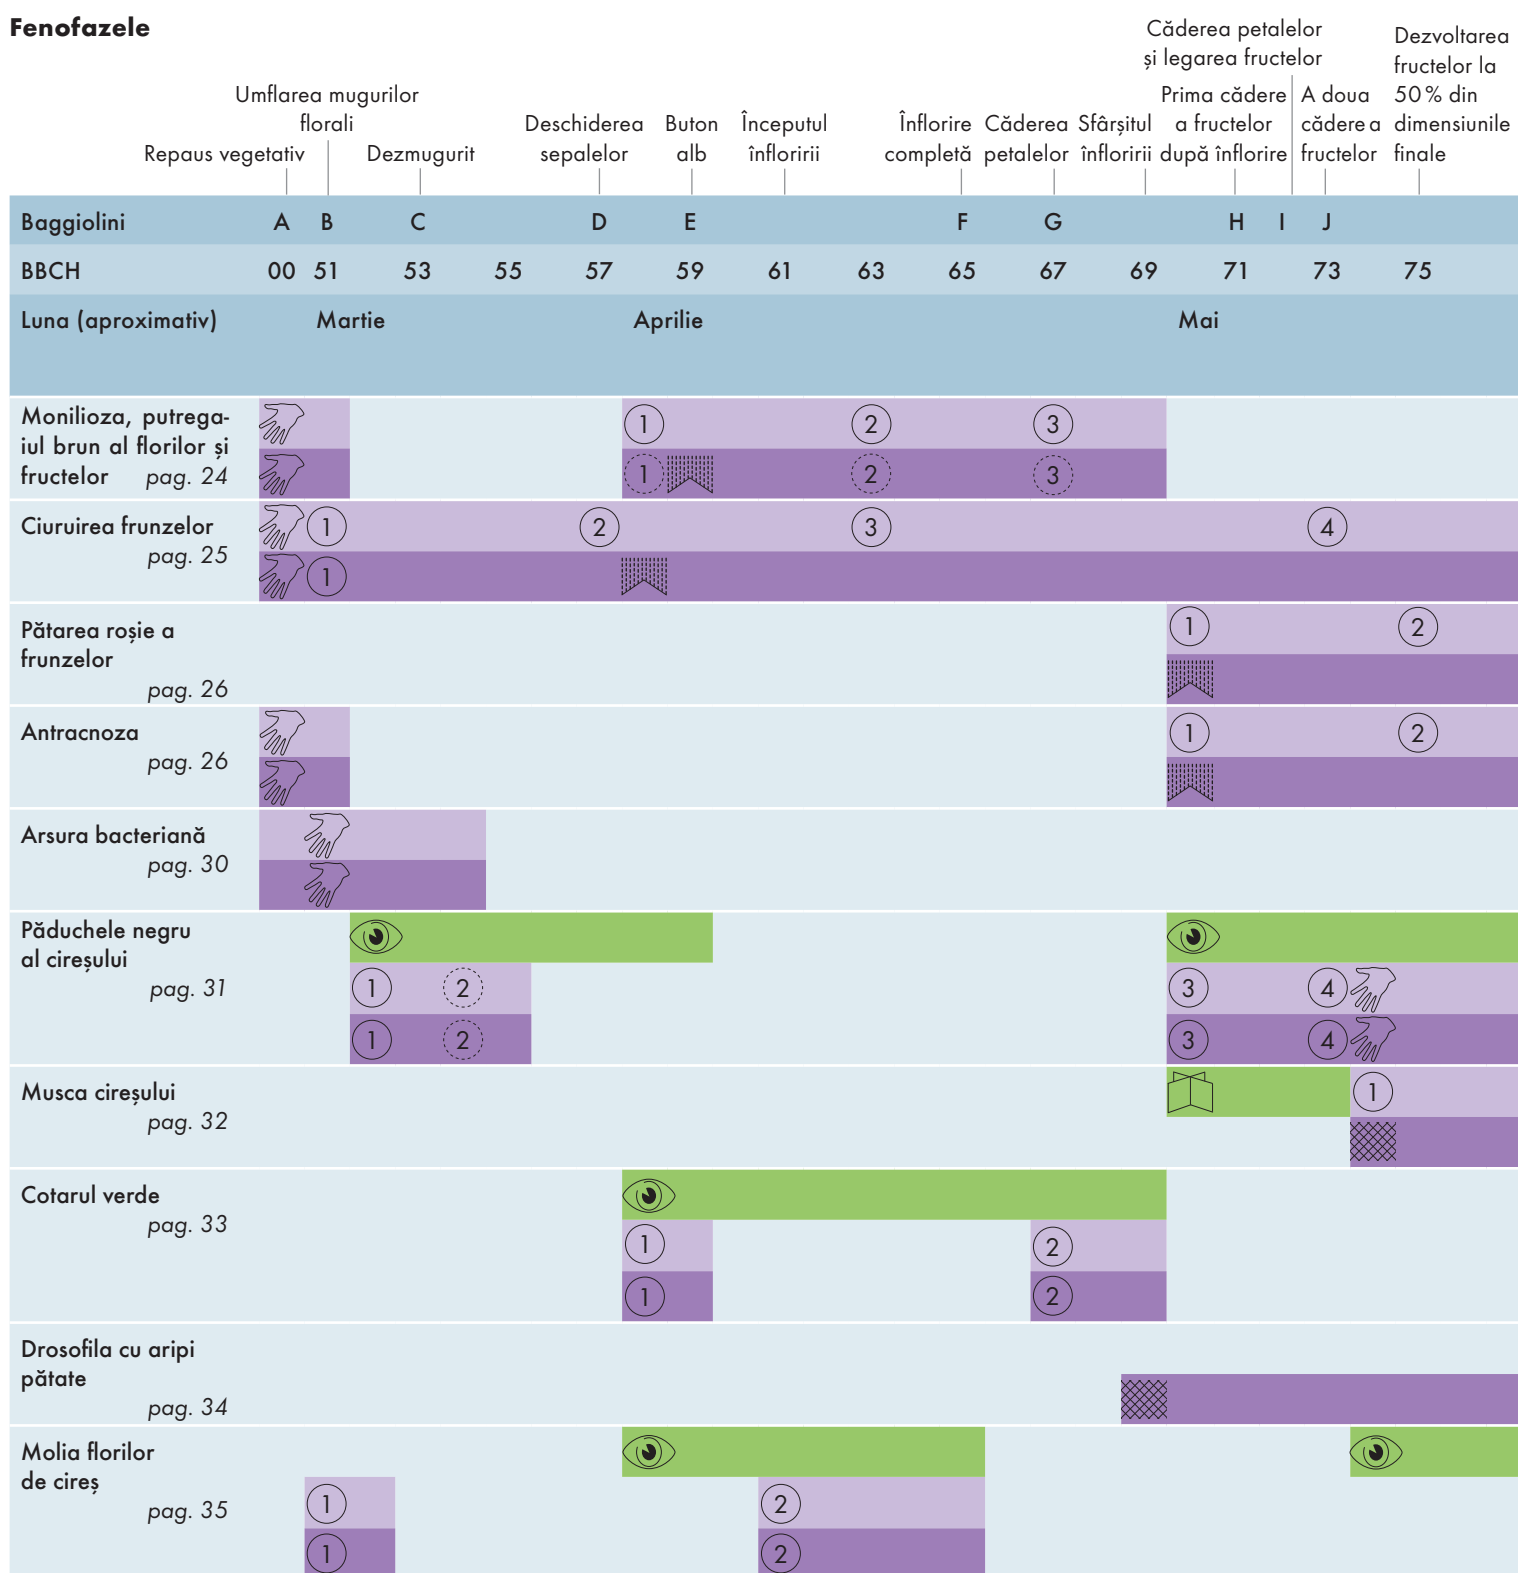 Fenofazele
Căderea petalelor
și legarea fructelor
Dezvoltarea
fructelor la
50 % din
dimensiunile
finale
Umflarea mugurilor
florali
Repaus vegetativ
Dezmugurit
Deschiderea
sepalelor
Buton
alb
Începutul
înfloririi
Înflorire
completă
Căderea
petalelor
Sfârșitul
înfloririi
Prima cădere
a fructelor
după înflorire
A doua
cădere a
fructelor
Baggiolini A B C D E F G H I J
BBCH 00 51 53 55 57 59 61 63 65 67 69 71 73 75
Luna (aproximativ) Martie Aprilie Mai
Monilioza, putrega-
iul brun al florilor și
fructelor pag. 24
1 2 3
1 2 3
Ciuruirea frunzelor
pag. 25
1 2 3 4
1
Pătarea roșie a
frunzelor
pag. 26
1 2
Antracnoza
pag. 26
1 2
Arsura bacteriană
pag. 30
Păduchele negru
al cireșului
pag. 31
1 2 3 4
1 2 3 4
Musca cireșului
pag. 32
1
Cotarul verde
pag. 33
1 2
1 2
Drosofila cu aripi
pătate
pag. 34
Molia florilor
de cireș
pag. 35
1 2
1 2